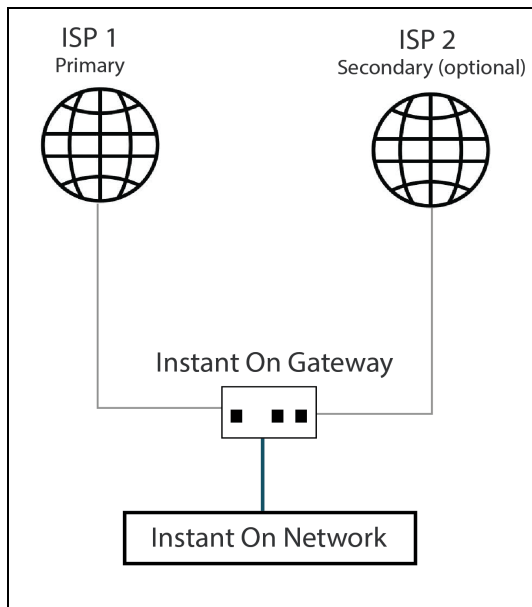 ISP 1
Primary
ISP 2
Secondary (optional)
Instant On Gateway
Instant On Network